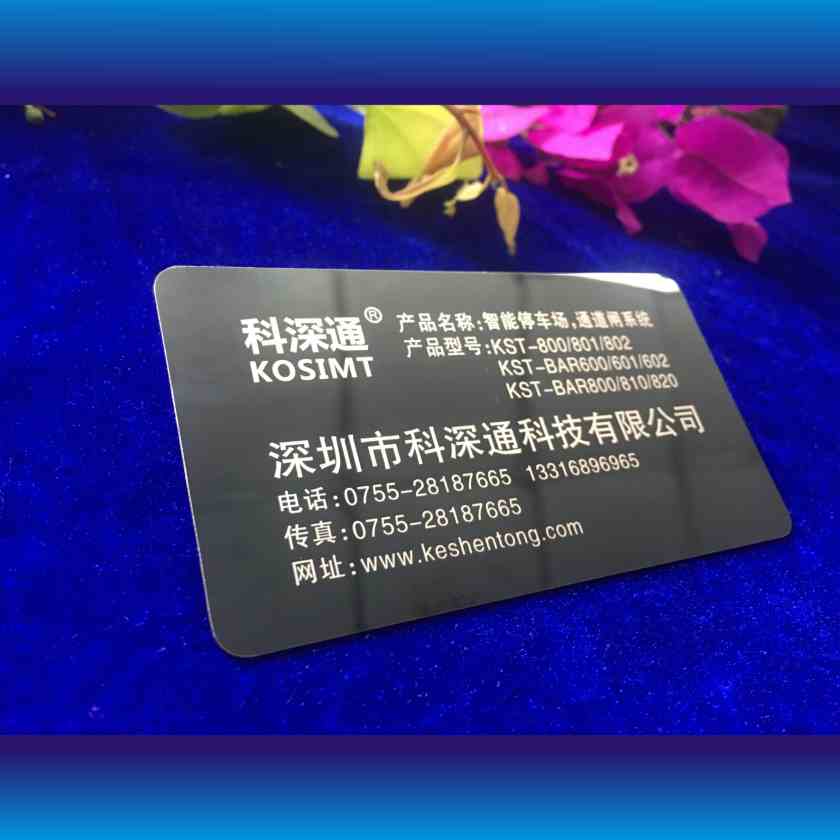 科深通®
KOSIMT
产品名称:智能停车场,通道闸系统
产品型号:KST-800/801/802
KST-BAR600/601/602
KST-BAR800/810/820
深圳市科深通科技有限公司
电话:0755-28187665 13316896965
传真:0755-28187665
网址:www.keshentong.com